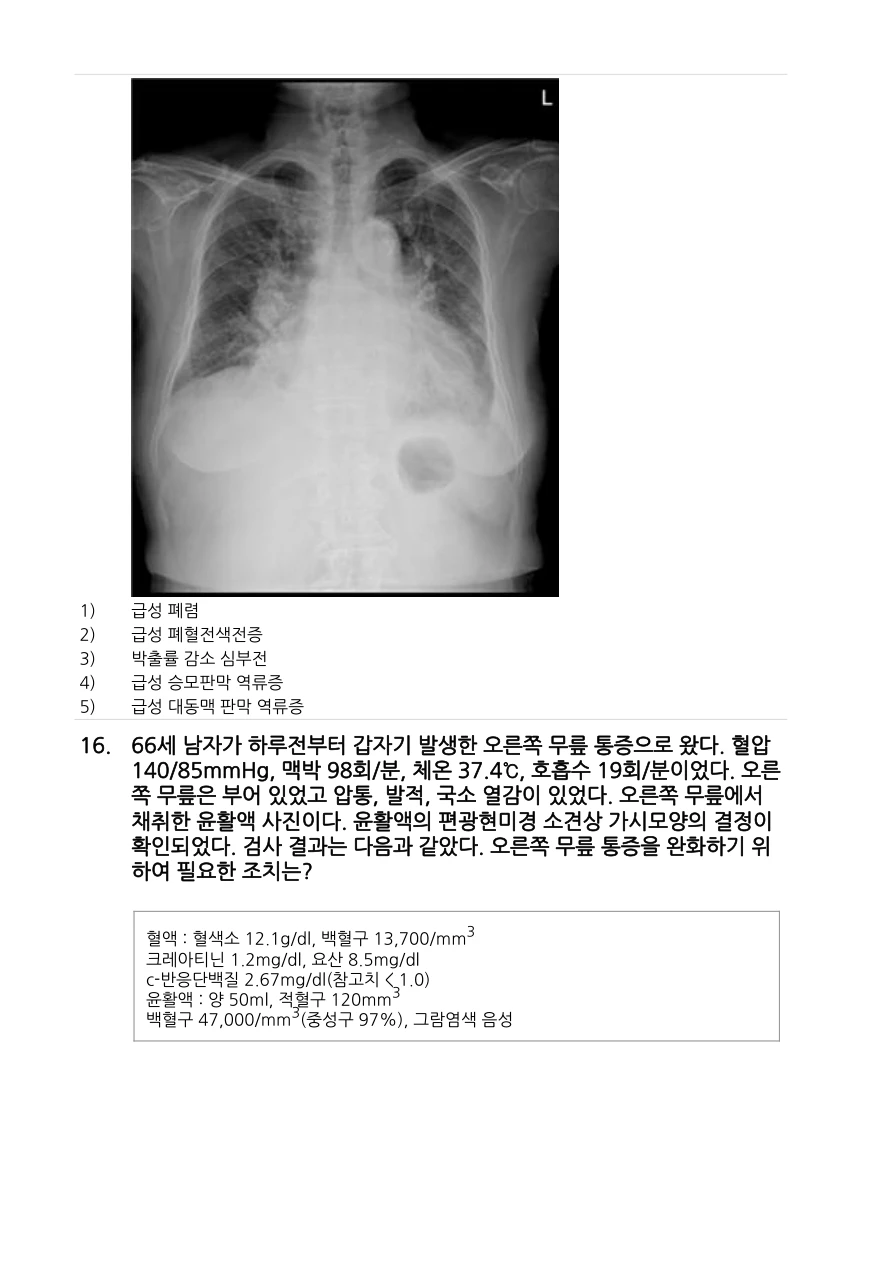 L
1) 급성 폐렴
2) 급성 폐혈전색전증
3) 박출률 감소 심부전
4) 급성 승모판막 역류증
5) 급성 대동맥 판막 역류증
16. 66세 남자가 하루전부터 갑자기 발생한 오른쪽 무릎 통증으로 왔다. 혈압
140/85mmHg, 맥박 98회/분, 체온 37.4℃, 호흡수 19회/분이었다. 오른
쪽 무릎은 부어 있었고 압통, 발적, 국소 열감이 있었다. 오른쪽 무릎에서
채취한 윤활액 사진이다. 윤활액의 편광현미경 소견상 가시모양의 결정이
확인되었다. 검사 결과는 다음과 같았다. 오른쪽 무릎 통증을 완화하기 위
하여 필요한 조치는?
혈액 : 혈색소 12.1g/dl, 백혈구 13,700/mm³
크레아티닌 1.2mg/dl, 요산 8.5mg/dl
c-반응단백질 2.67mg/dl(참고치 < 1.0)
윤활액 : 양 50ml, 적혈구 120mm³
백혈구 47,000/mm³(중성구 97%), 그람염색 음성